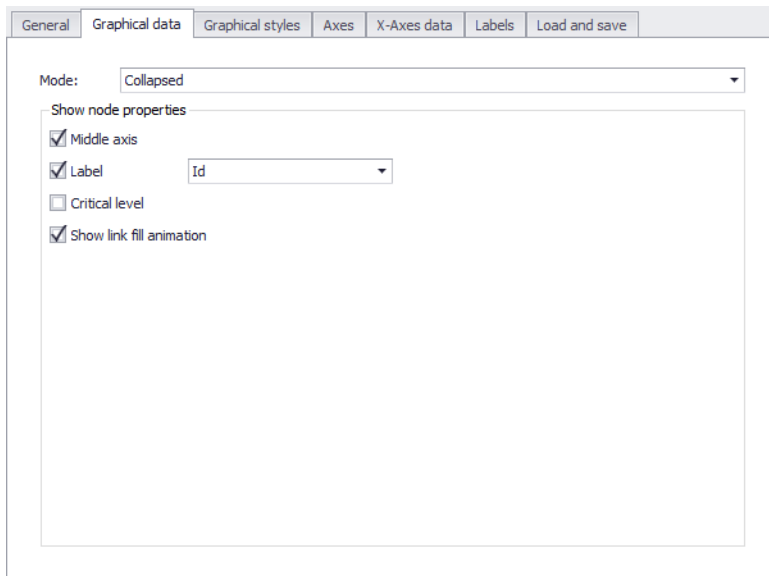 General Graphical data Graphical styles Axes X-Axes data Labels Load and save
Mode: Collapsed
Show node properties
Middle axis
Label Id
Critical level
Show link fill animation